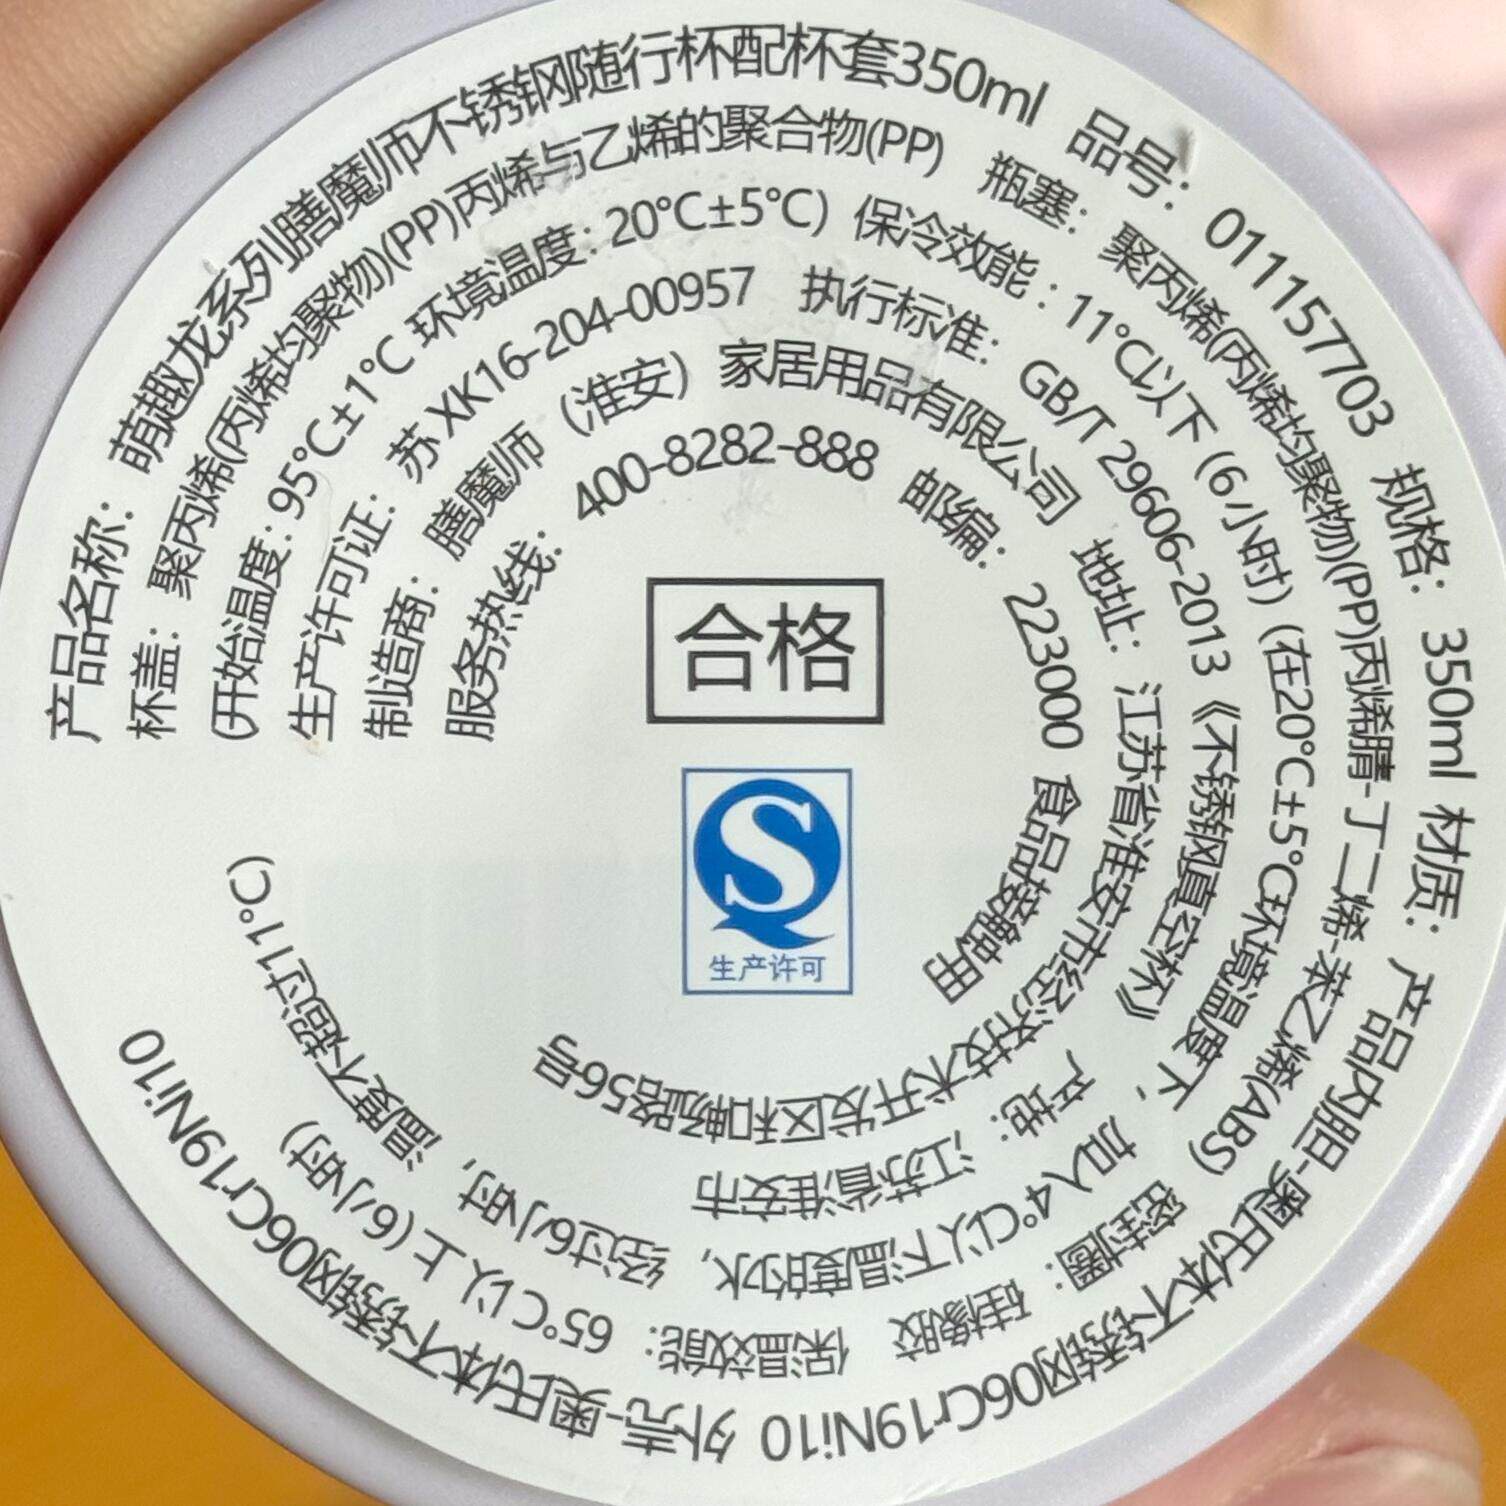 产品名称：萌趣龙系列膳魔师不锈钢随行杯配杯套350ml 品号：011157703 规格：350ml 材质：产品内胆-奥氏体不锈钢06Cr19Ni10 外壳-奥氏体不锈钢06Cr19Ni10
杯盖：聚丙烯(丙烯均聚物)(PP)丙烯与乙烯的聚合物(PP) 瓶塞：聚丙烯(丙烯均聚物)(PP)丙烯腈-丁二烯-苯乙烯(ABS) 密封圈：硅橡胶 保温效能：65°C以上(6小时)
(开始温度：95°C±1°C 环境温度：20°C±5°C) 保冷效能：11°C以下 (6小时) (在20°C±5°C环境温度下，加入4°C以下温度的水，经过6小时，温度不超过11°C)
生产许可证：苏 XK16-204-00957 执行标准：GB/T 29606-2013《不锈钢真空杯》 产地：江苏省淮安市
制造商：膳魔师（淮安）家居用品有限公司 地址：江苏省淮安市经济技术开发区和畅路56号
服务热线：400-8282-888 邮编：223000 食品接触用
合格
生产许可